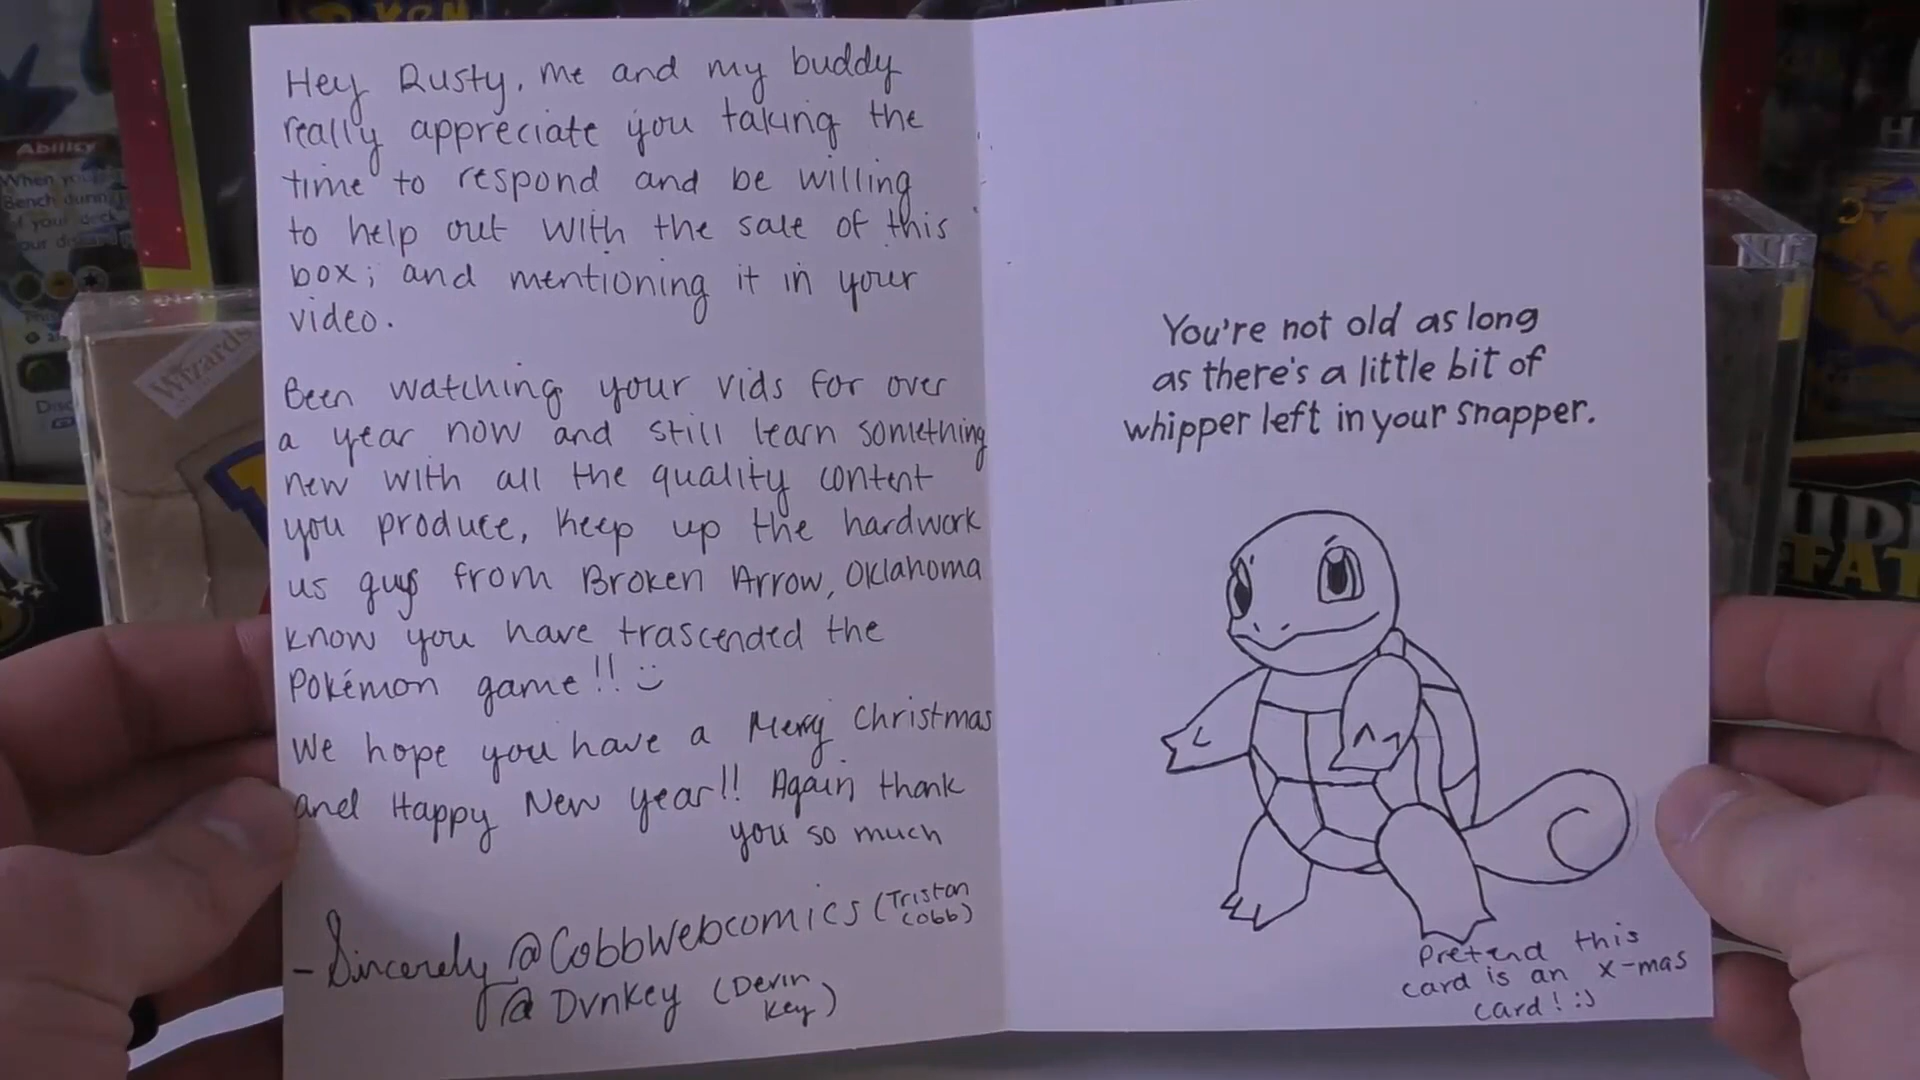 Hey Rusty, me and my buddy
really appreciate you taking the
time to respond and be willing
to help out with the sale of this
box; and mentioning it in your
video.
Been watching your vids for over
a year now and still learn something
new with all the quality content
you produce, keep up the hardwork
us guys from Broken Arrow, Oklahoma
know you have trascended the
Pokémon game!! :)
We hope you have a Merry Christmas
and Happy New year!! Again thank
you so much
- Sincerely @CobbWebcomics (Tristan
Cobb)
@Dvnkey (Devin
Key)
You're not old as long
as there's a little bit of
whipper left in your snapper.
Pretend this
card is an x-mas
card! :)
Ability
When
Bench
Wizards